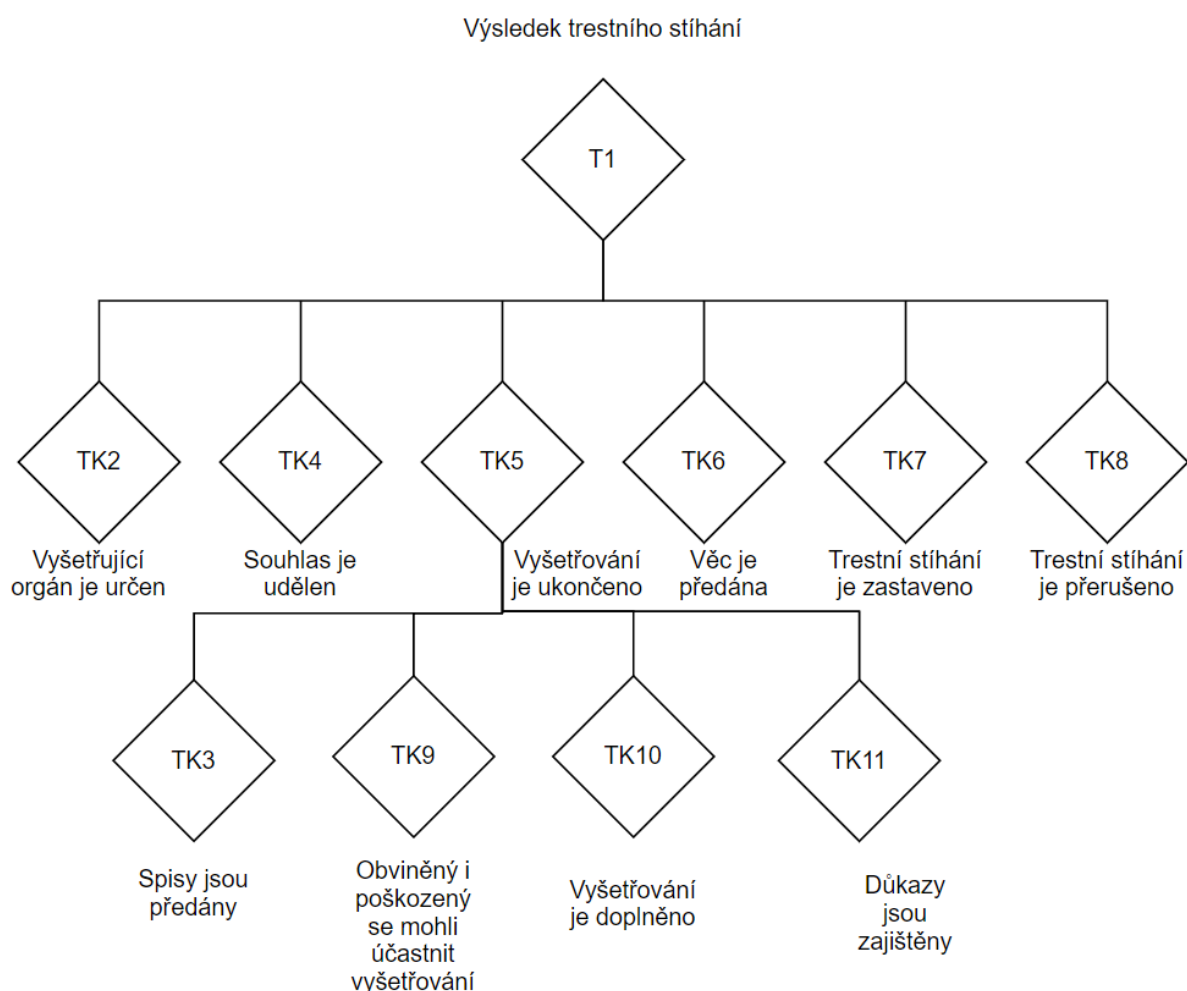 Výsledek trestního stíhání
T1
TK2
TK4
TK5
TK6
TK7
TK8
Vyšetřující
orgán je určen
Souhlas je
udělen
Vyšetřování
je ukončeno
Věc je
předána
Trestní stíhání
je zastaveno
Trestní stíhání
je přerušeno
TK3
TK9
TK10
TK11
Spisy jsou
předány
Obviněný i
poškozený
se mohli
účastnit
vyšetřování
Vyšetřování
je doplněno
Důkazy
jsou
zajištěny